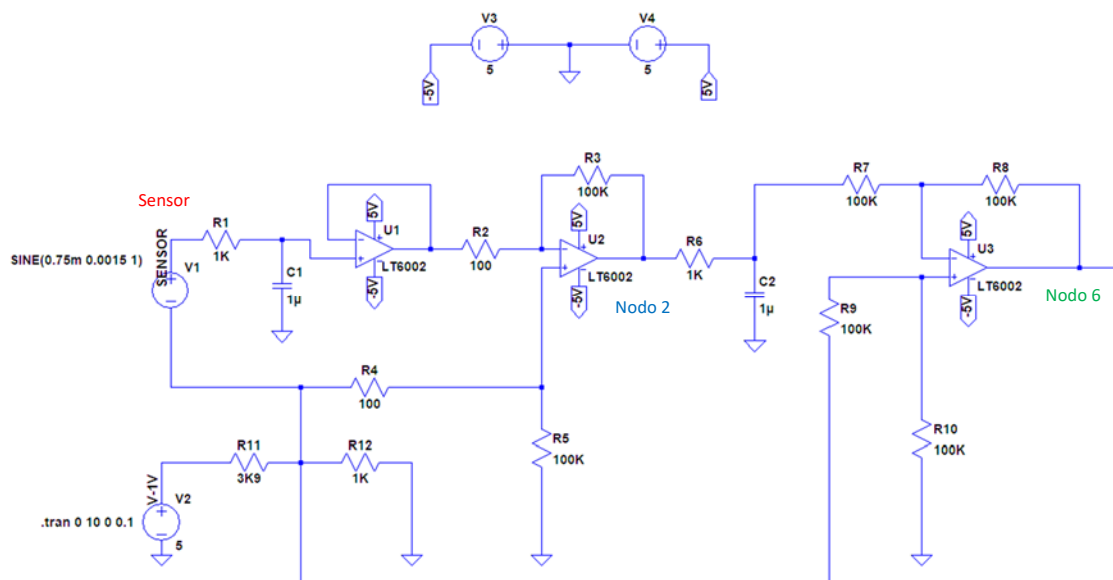 V3
V4
5
5
-5V
-5V
R3
100K
R7
100K
R8
100K
Sensor
R1
1K
5V
U1
LT6002
-5V
R2
100
5V
U2
LT6002
-5V
R6
1K
5V
U3
LT6002
-5V
SENSOR
SINE(0.75m 0.0015 1)
V1
C1
1µ
Nodo 2
C2
1µ
Nodo 6
R9
100K
R4
100
R5
100K
R10
100K
R11
3K9
R12
1K
V-1V
V2
.tran 0 10 0 0.1
5